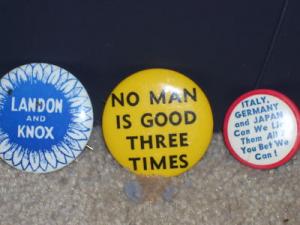 LANDON
AND
KNOX
NO MAN
IS GOOD
THREE
TIMES
ITALY,
GERMANY
and JAPAN
Can We Lick
Them All?
You Bet We
Can!